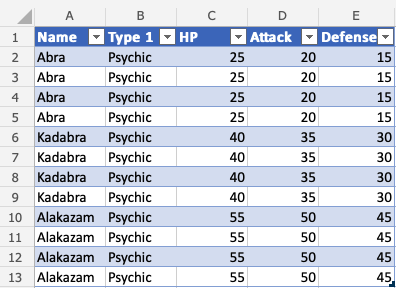 A B C D E
1 Name Type 1 HP Attack Defense
2 Abra Psychic 25 20 15
3 Abra Psychic 25 20 15
4 Abra Psychic 25 20 15
5 Abra Psychic 25 20 15
6 Kadabra Psychic 40 35 30
7 Kadabra Psychic 40 35 30
8 Kadabra Psychic 40 35 30
9 Kadabra Psychic 40 35 30
10 Alakazam Psychic 55 50 45
11 Alakazam Psychic 55 50 45
12 Alakazam Psychic 55 50 45
13 Alakazam Psychic 55 50 45